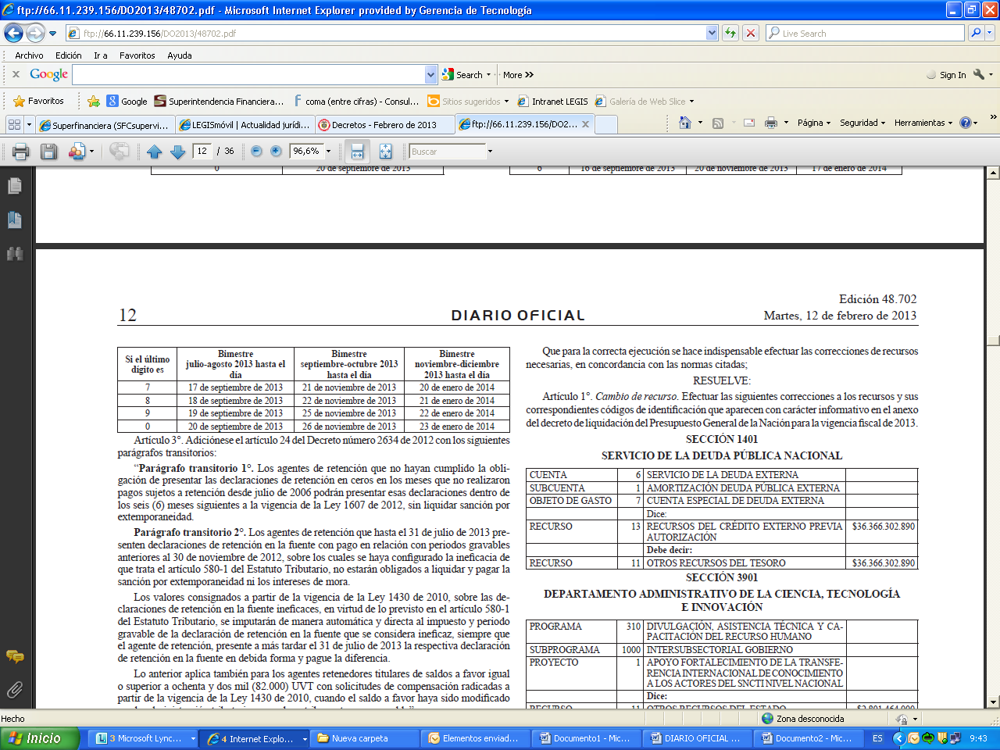 ftp://66.11.239.156/DO2013/48702.pdf - Microsoft Internet Explorer provided by Gerencia de Tecnología
ftp://66.11.239.156/DO2013/48702.pdf
Live Search
Archivo Edición Ir a Favoritos Ayuda
x Google Search More »
Sign In
Favoritos Google Superintendencia Financiera... coma (entre cifras) - Consul... Sitios sugeridos Intranet LEGIS Galería de Web Slice
Superfinanciera (SFCsupervi... LEGISmóvil | Actualidad jurídi... Decretos - Febrero de 2013 ftp://66.11.239.156/DO2... Página Seguridad Herramientas
12 / 36 96,6% Buscar
0 20 de septiembre de 2013 6 16 de septiembre de 2013 20 de noviembre de 2013 17 de enero de 2014
Edición 48.702
12 DIARIO OFICIAL Martes, 12 de febrero de 2013
Si el último dígito es | Bimestre julio-agosto 2013 hasta el día | Bimestre septiembre-octubre 2013 hasta el día | Bimestre noviembre-diciembre 2013 hasta el día
7 17 de septiembre de 2013 21 de noviembre de 2013 20 de enero de 2014
8 18 de septiembre de 2013 22 de noviembre de 2013 21 de enero de 2014
9 19 de septiembre de 2013 25 de noviembre de 2013 22 de enero de 2014
0 20 de septiembre de 2013 26 de noviembre de 2013 23 de enero de 2014
Artículo 3°. Adiciónese el artículo 24 del Decreto número 2634 de 2012 con los siguientes
parágrafos transitorios:
“Parágrafo transitorio 1°. Los agentes de retención que no hayan cumplido la obli-
gación de presentar las declaraciones de retención en ceros en los meses que no realizaron
pagos sujetos a retención desde julio de 2006 podrán presentar esas declaraciones dentro de
los seis (6) meses siguientes a la vigencia de la Ley 1607 de 2012, sin liquidar sanción por
extemporaneidad.
Parágrafo transitorio 2°. Los agentes de retención que hasta el 31 de julio de 2013 pre-
senten declaraciones de retención en la fuente con pago en relación con periodos gravables
anteriores al 30 de noviembre de 2012, sobre los cuales se haya configurado la ineficacia de
que trata el artículo 580-1 del Estatuto Tributario, no estarán obligados a liquidar y pagar la
sanción por extemporaneidad ni los intereses de mora.
Los valores consignados a partir de la vigencia de la Ley 1430 de 2010, sobre las de-
claraciones de retención en la fuente ineficaces, en virtud de lo previsto en el artículo 580-1
del Estatuto Tributario, se imputarán de manera automática y directa al impuesto y periodo
gravable de la declaración de retención en la fuente que se considera ineficaz, siempre que
el agente de retención, presente a más tardar el 31 de julio de 2013 la respectiva declaración
de retención en la fuente en debida forma y pague la diferencia.
Lo anterior aplica también para los agentes retenedores titulares de saldos a favor igual
o superior a ochenta y dos mil (82.000) UVT con solicitudes de compensación radicadas a
partir de la vigencia de la Ley 1430 de 2010, cuando el saldo a favor haya sido modificado
Que para la correcta ejecución se hace indispensable efectuar las correcciones de recursos
necesarias, en concordancia con las normas citadas;
RESUELVE:
Artículo 1°. Cambio de recurso. Efectuar las siguientes correcciones a los recursos y sus
correspondientes códigos de identificación que aparecen con carácter informativo en el anexo
del decreto de liquidación del Presupuesto General de la Nación para la vigencia fiscal de 2013.
SECCIÓN 1401
SERVICIO DE LA DEUDA PÚBLICA NACIONAL
CUENTA 6 SERVICIO DE LA DEUDA EXTERNA
SUBCUENTA 1 AMORTIZACIÓN DEUDA PÚBLICA EXTERNA
OBJETO DE GASTO 7 CUENTA ESPECIAL DE DEUDA EXTERNA
Dice:
RECURSO 13 RECURSOS DEL CRÉDITO EXTERNO PREVIA $36.366.302.890
AUTORIZACIÓN
Debe decir:
RECURSO 11 OTROS RECURSOS DEL TESORO $36.366.302.890
SECCIÓN 3901
DEPARTAMENTO ADMINISTRATIVO DE LA CIENCIA, TECNOLOGÍA
E INNOVACIÓN
PROGRAMA 310 DIVULGACIÓN, ASISTENCIA TÉCNICA Y CA-
PACITACIÓN DEL RECURSO HUMANO
SUBPROGRAMA 1000 INTERSUBSECTORIAL GOBIERNO
PROYECTO 1 APOYO FORTALECIMIENTO DE LA TRANSFE-
RENCIA INTERNACIONAL DE CONOCIMIENTO
A LOS ACTORES DEL SNCTI NIVEL NACIONAL
Dice:
RECURSO 11 OTROS RECURSOS DEL ESTADO $2.801.464.000
Hecho Zona desconocida
Inicio 3 Microsoft Lync... 4 Internet Explo... Nueva carpeta Elementos enviad... Documento1 - Mic... DIARIO OFICIAL ... Documento2 - Mic... ES 9:43